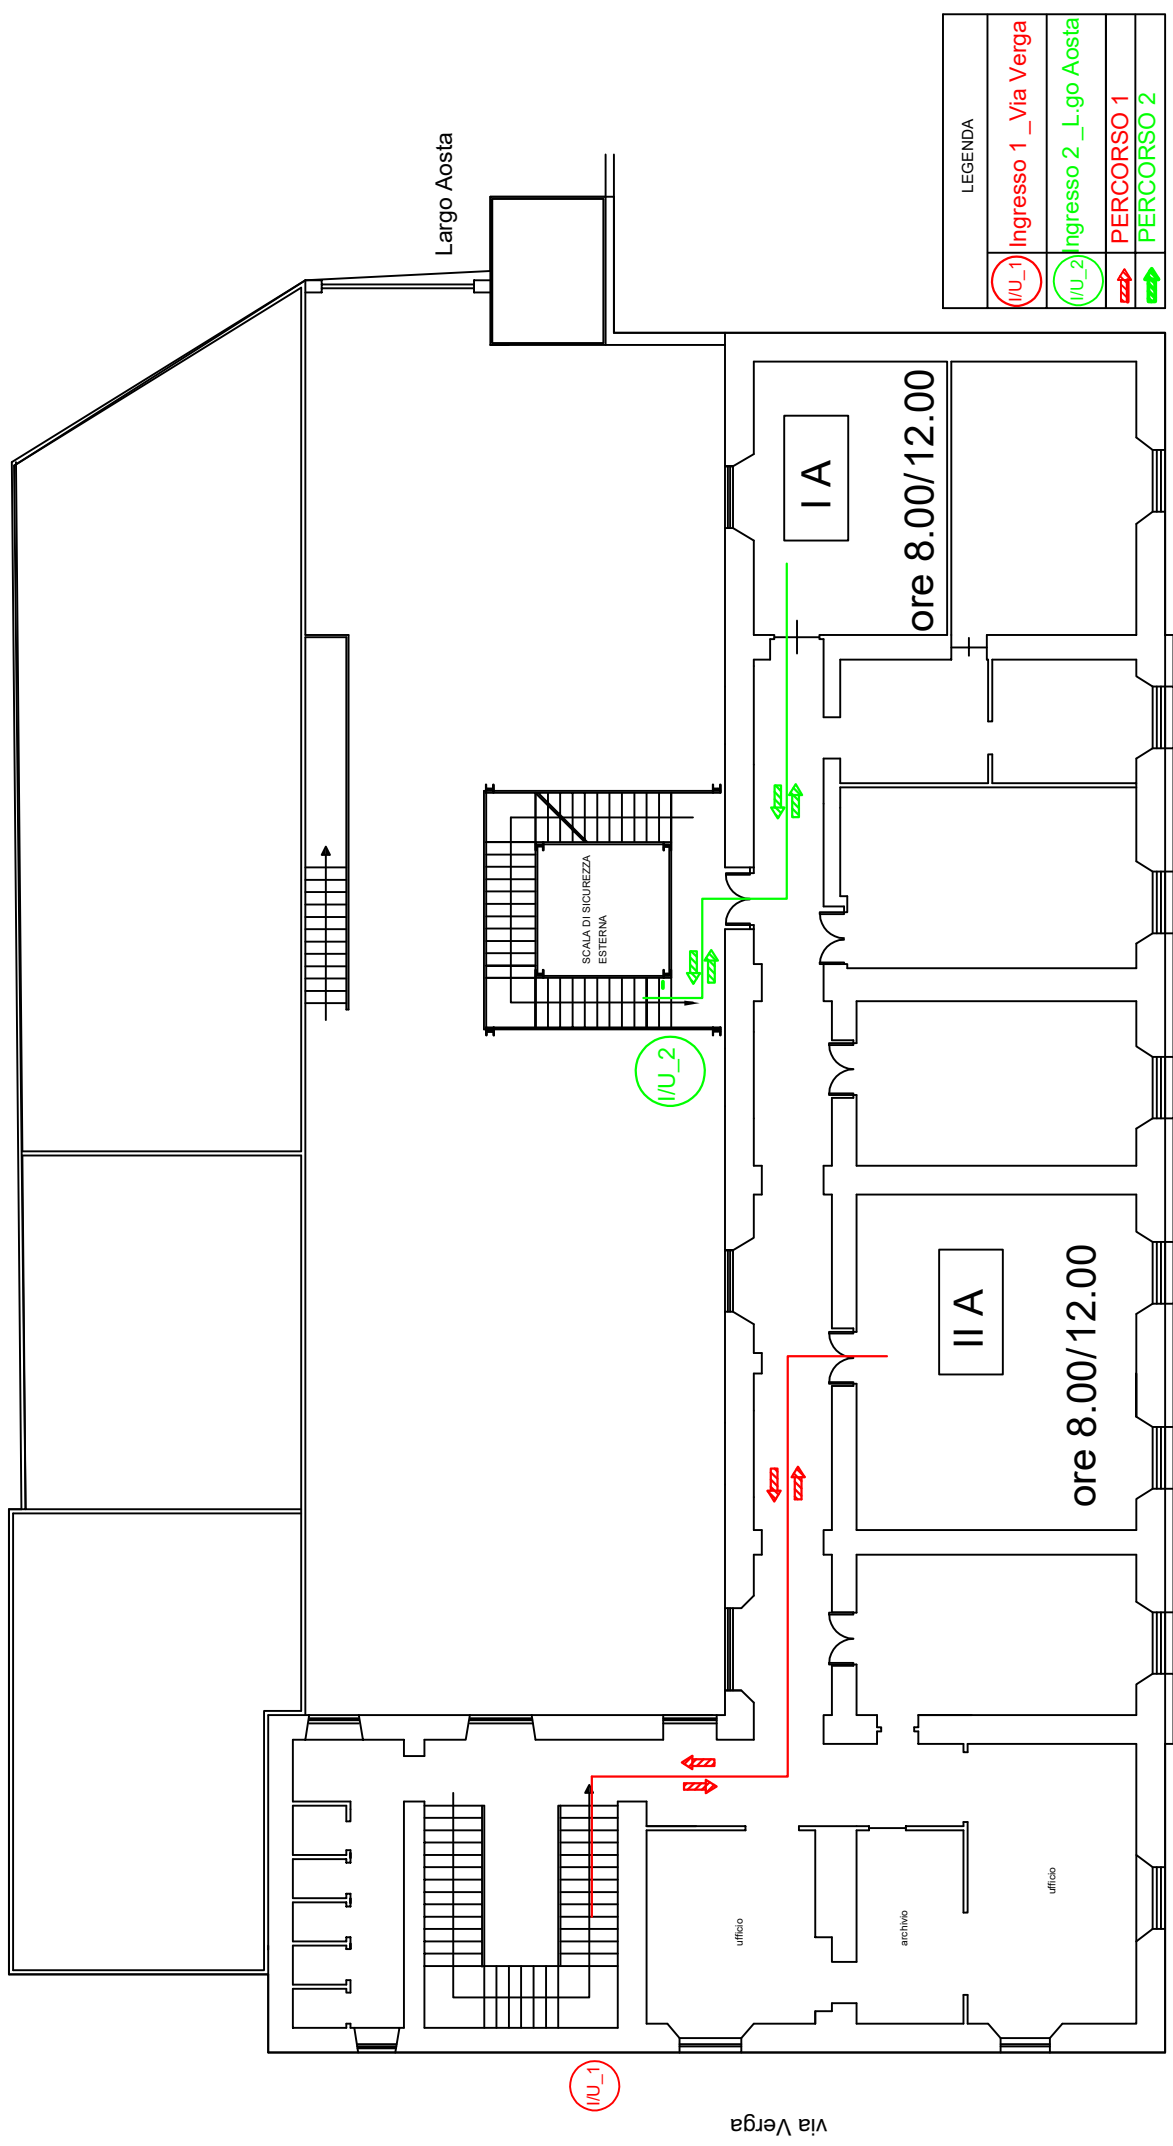 LEGENDA
I/U_1 Ingresso 1 _Via Verga
I/U_2 Ingresso 2 _L.go Aosta
PERCORSO 1
PERCORSO 2
Largo Aosta
I A
ore 8.00/12.00
SCALA DI SICUREZZA
ESTERNA
I/U_2
II A
ore 8.00/12.00
ufficio
archivio
ufficio
I/U_1
via Verga